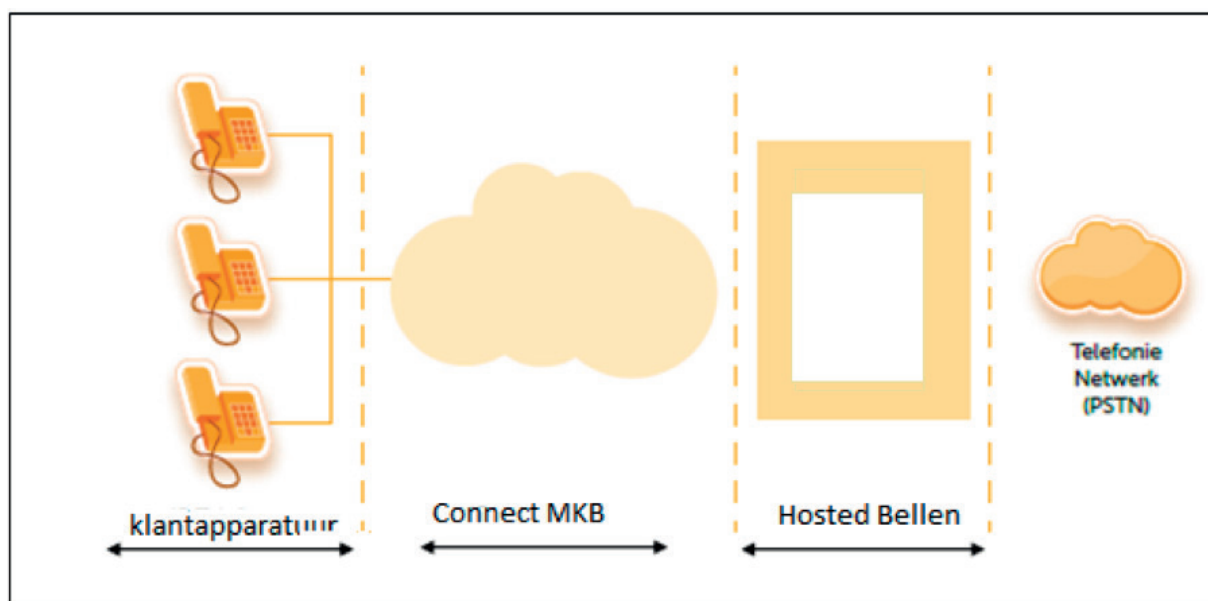 klantapparatuur
Connect MKB
Hosted Bellen
Telefonie
Netwerk
(PSTN)